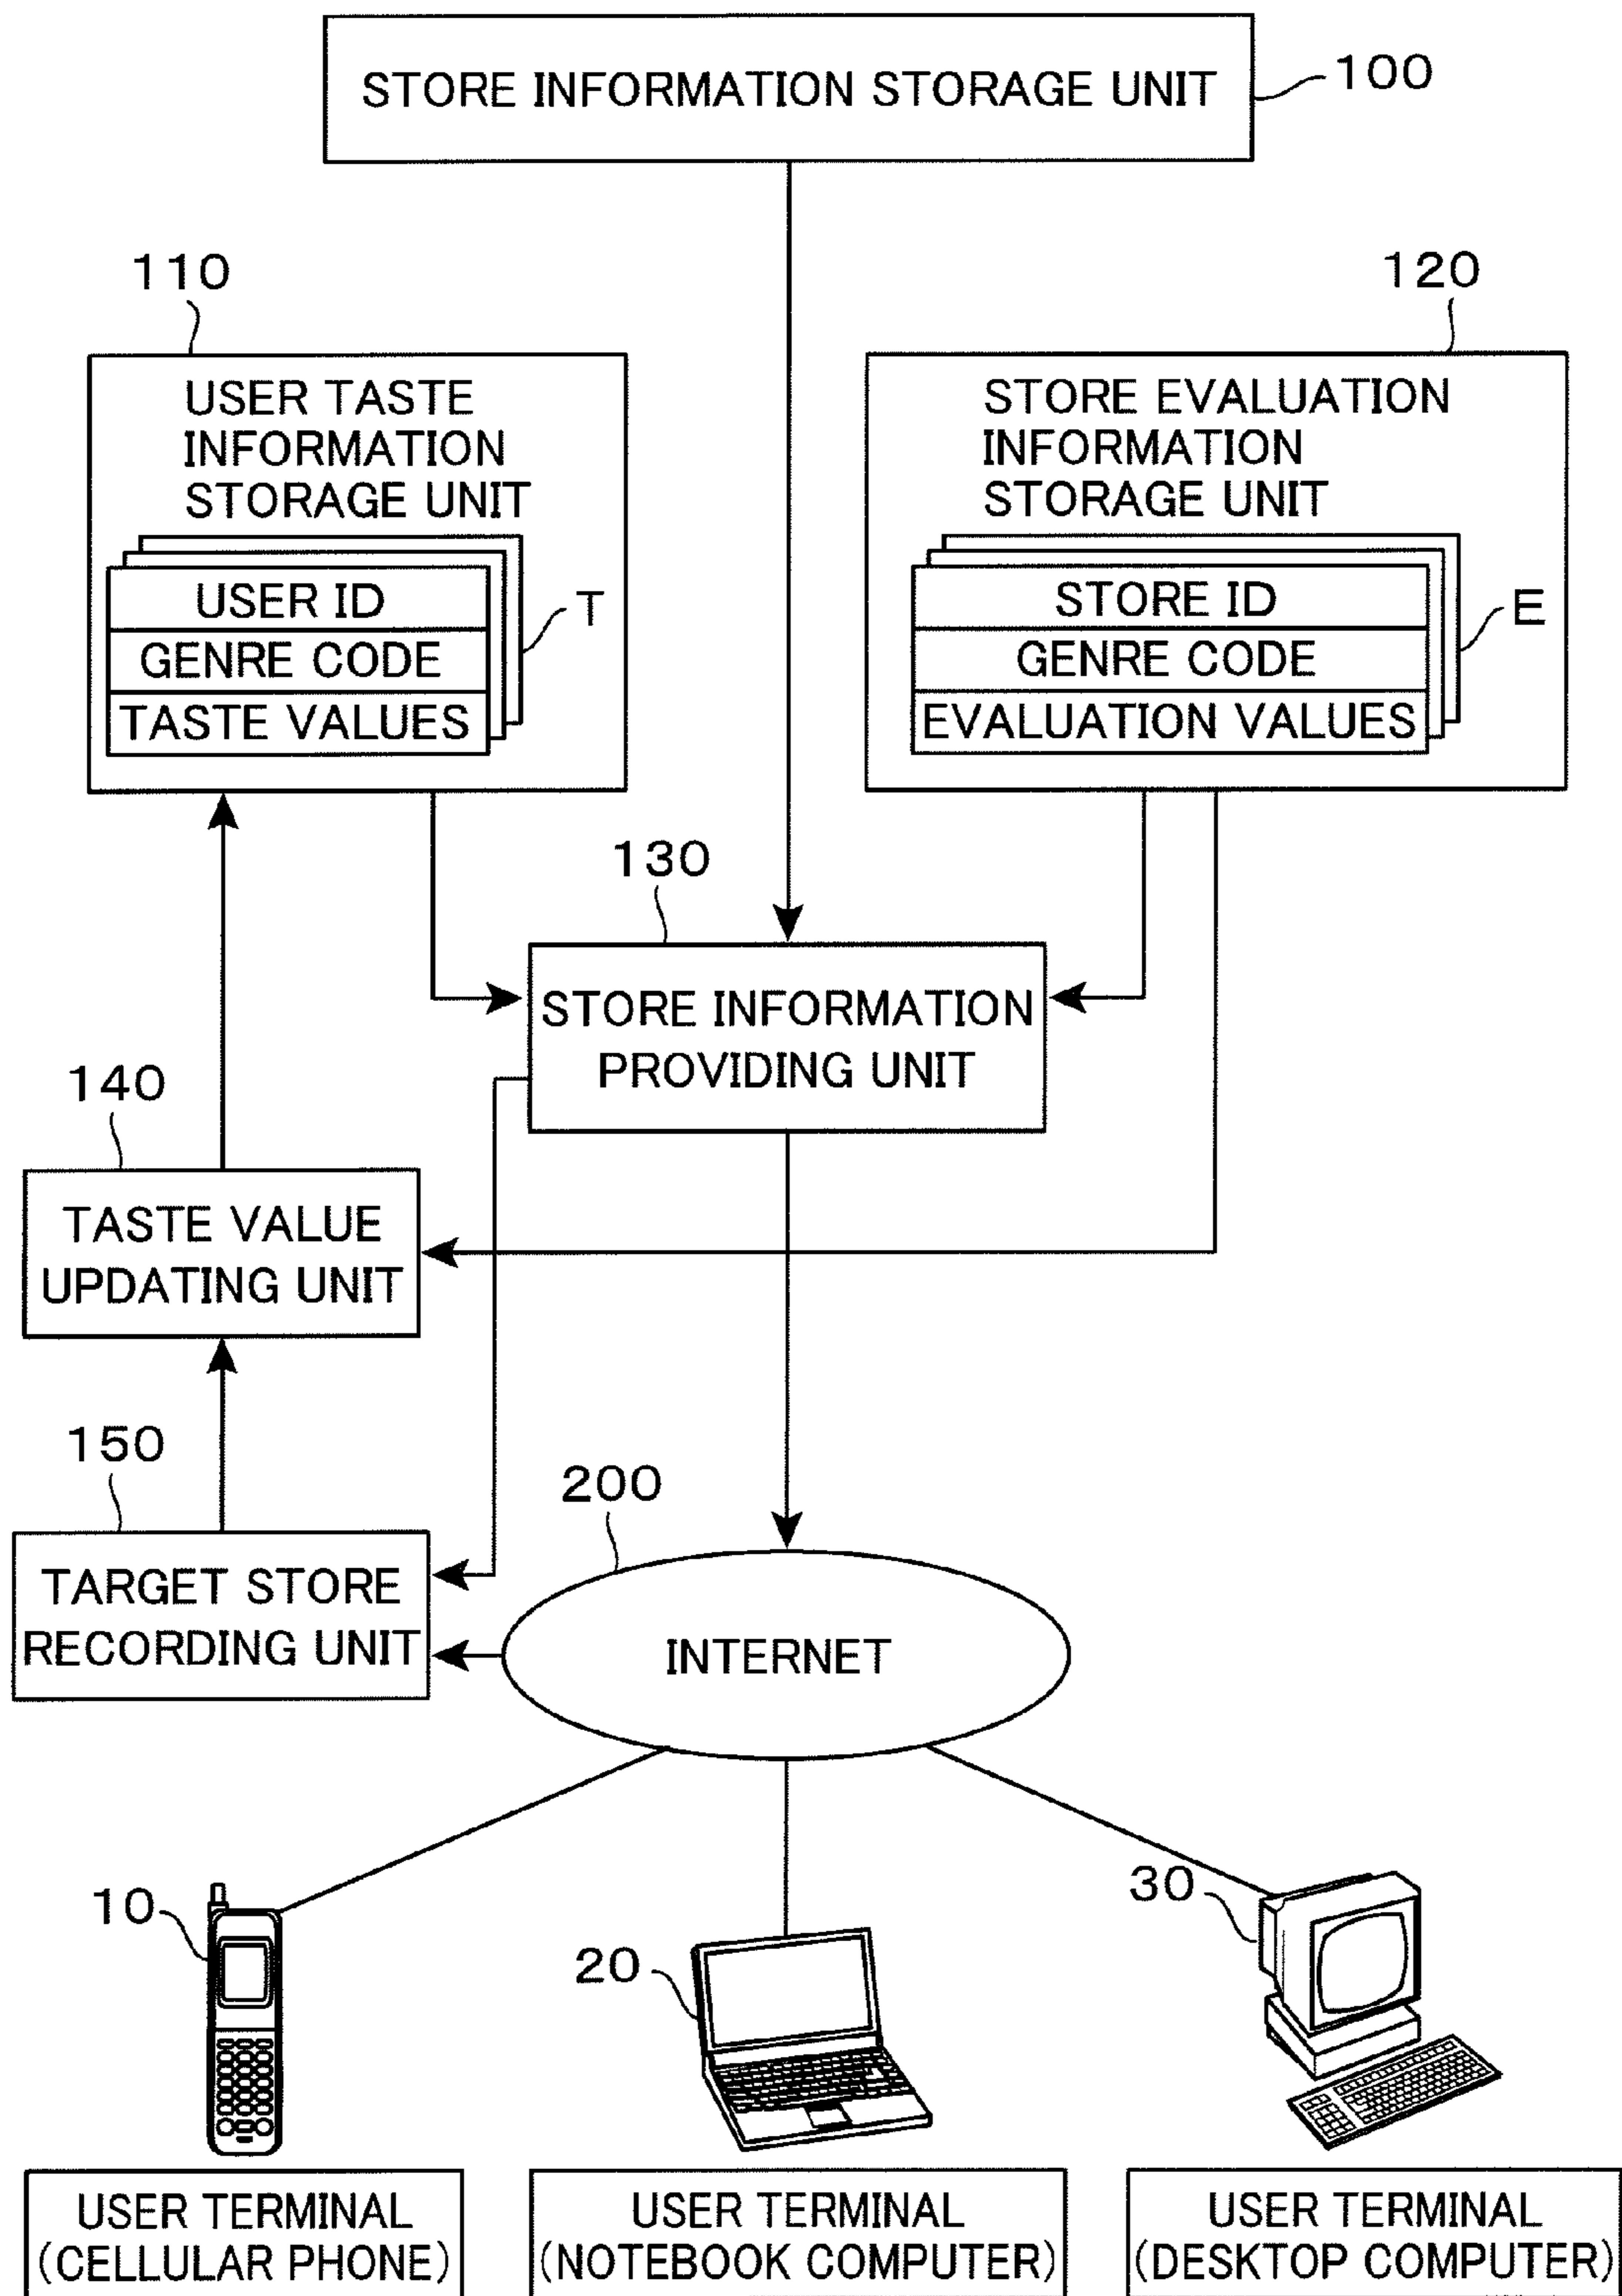 STORE INFORMATION STORAGE UNIT
100
110
USER TASTE
INFORMATION
STORAGE UNIT
USER ID
GENRE CODE
TASTE VALUES
T
120
STORE EVALUATION
INFORMATION
STORAGE UNIT
STORE ID
GENRE CODE
EVALUATION VALUES
E
130
STORE INFORMATION
PROVIDING UNIT
140
TASTE VALUE
UPDATING UNIT
150
TARGET STORE
RECORDING UNIT
200
INTERNET
10
20
30
USER TERMINAL
(CELLULAR PHONE)
USER TERMINAL
(NOTEBOOK COMPUTER)
USER TERMINAL
(DESKTOP COMPUTER)